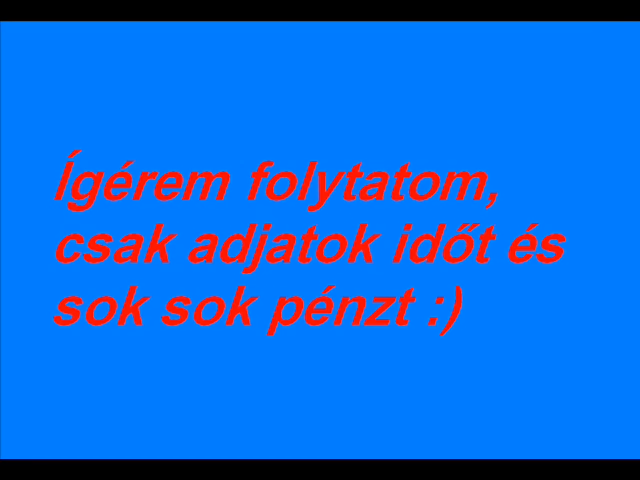 Ígérem folytatom,
csak adjatok időt és
sok sok pénzt :)